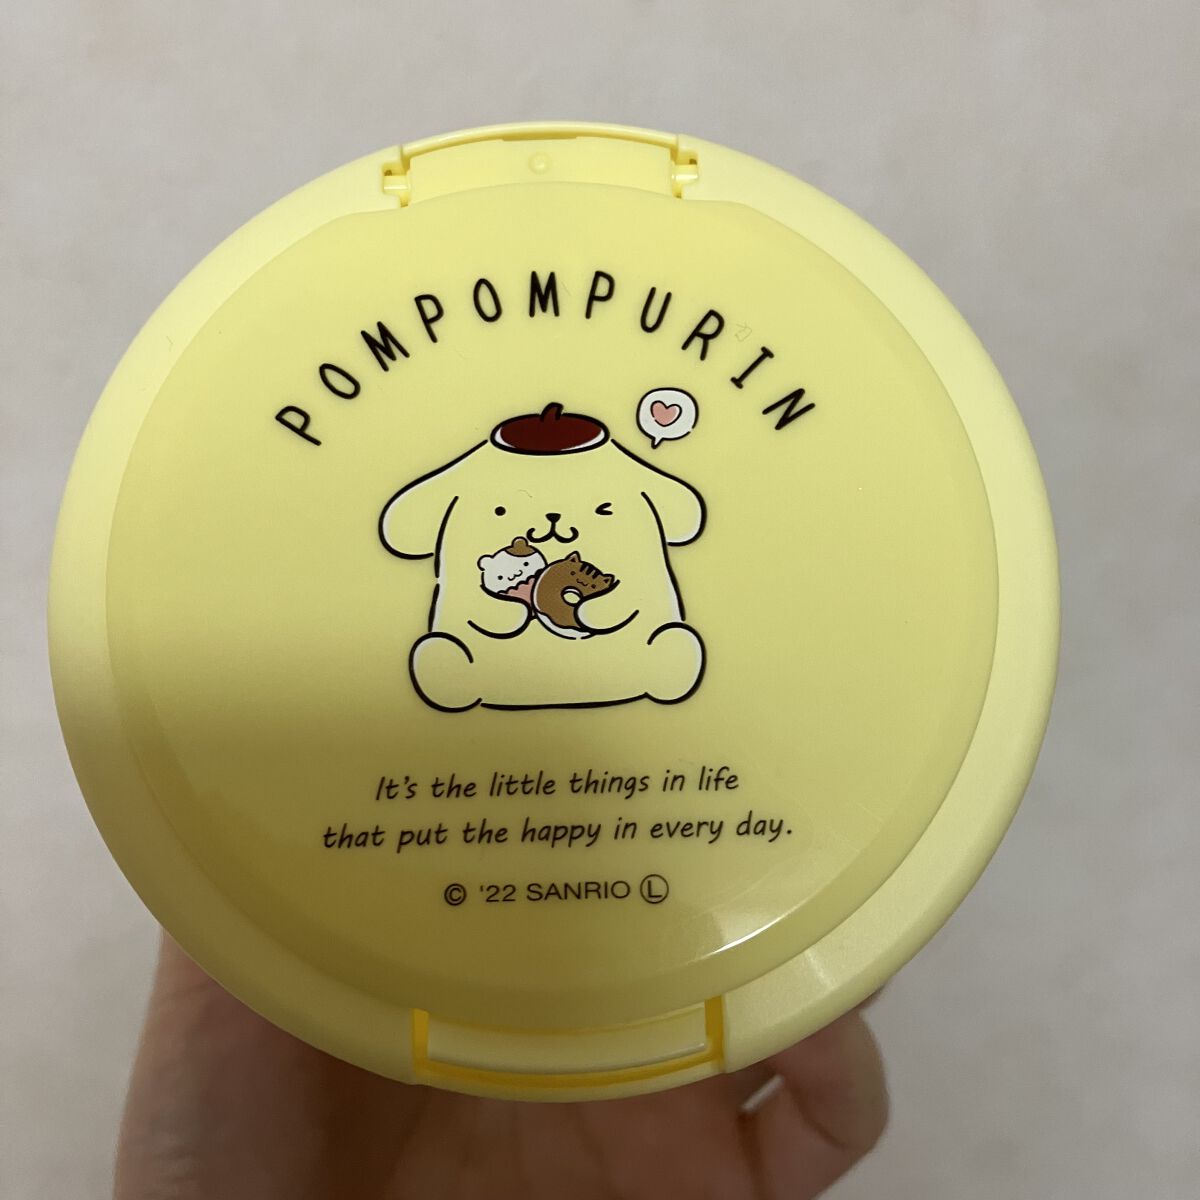 POMPOMPURIN
It's the little things in life
that put the happy in every day.
© '22 SANRIO Ⓛ